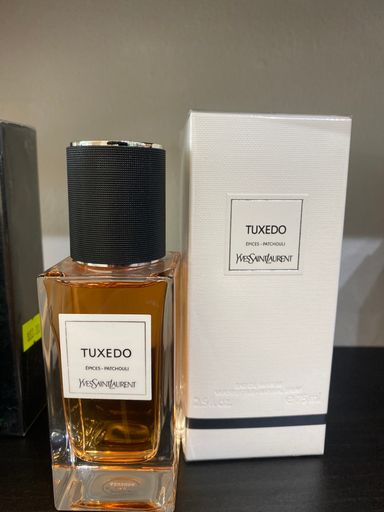 TUXEDO
ÉPICES - PATCHOULI
YVESSAINTLAURENT
TUXEDO
ÉPICES - PATCHOULI
YVESSAINTLAURENT